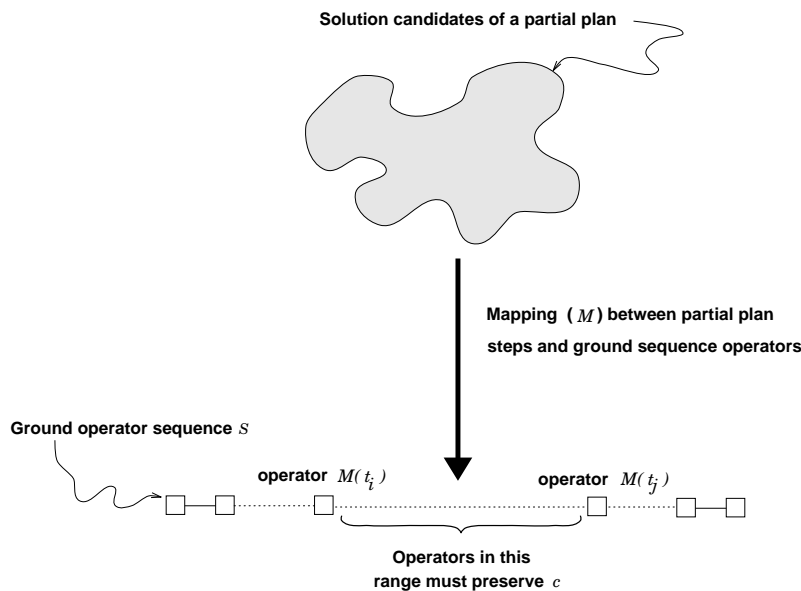 Solution candidates of a partial plan
Mapping ( M ) between partial plan
steps and ground sequence operators
Ground operator sequence S
operator M( t_i )
operator M( t_j )
Operators in this
range must preserve c